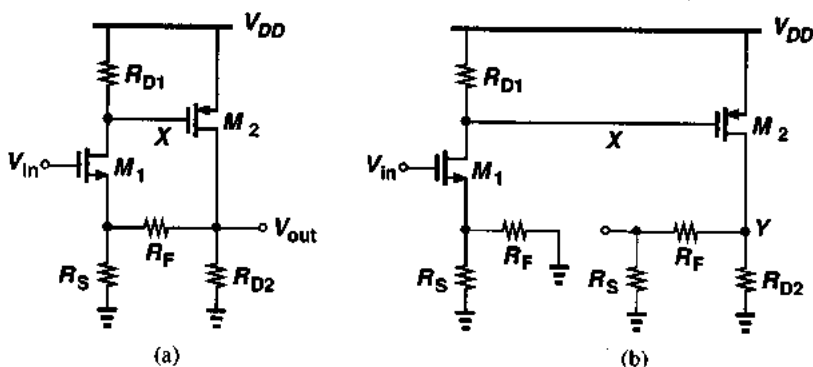 V_DD
R_D1
X
M_2
V_in
M_1
R_F
V_out
R_S
R_D2
(a)
V_DD
R_D1
X
M_2
V_in
M_1
R_F
R_S
R_F
Y
R_S
R_D2
(b)